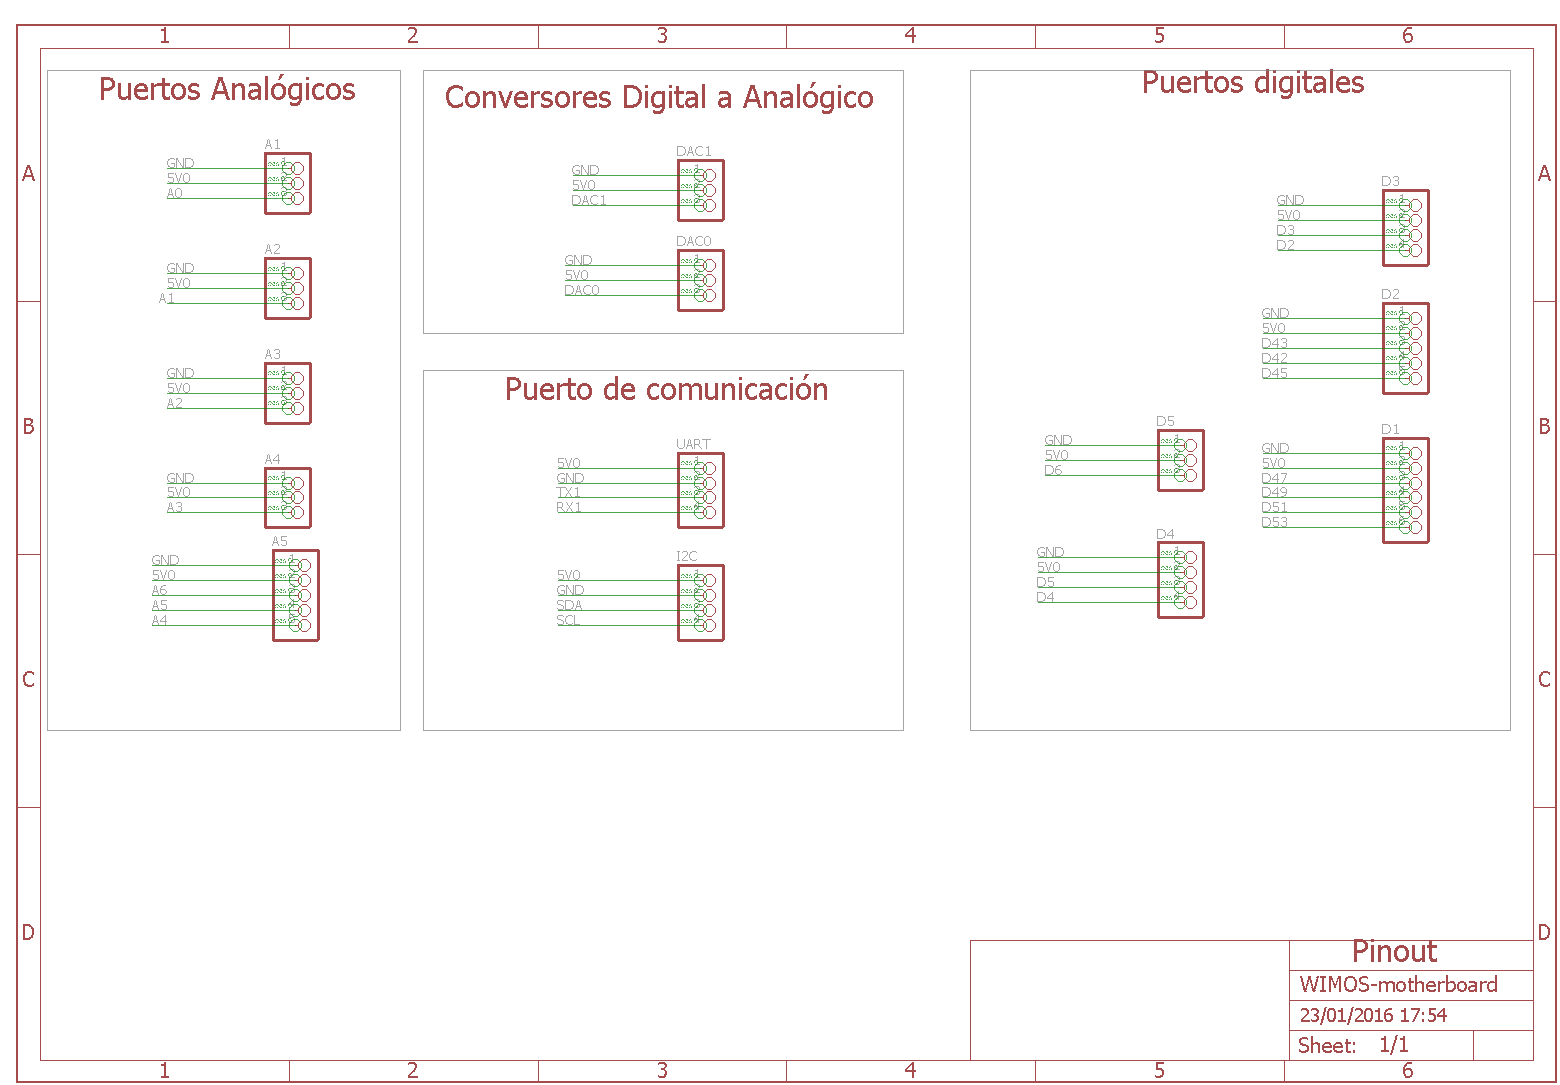 1 2 3 4 5 6
A
B
C
D
Puertos Analógicos
A1
GND
5V0
A0
A2
GND
5V0
A1
A3
GND
5V0
A2
A4
GND
5V0
A3
A5
GND
5V0
A6
A5
A4
Conversores Digital a Analógico
DAC1
GND
5V0
DAC1
DAC0
GND
5V0
DAC0
Puerto de comunicación
UART
5V0
GND
TX1
RX1
I2C
5V0
GND
SDA
SCL
Puertos digitales
D3
GND
5V0
D3
D2
D2
GND
5V0
D43
D42
D45
D5
GND
5V0
D6
D1
GND
5V0
D47
D49
D51
D53
D4
GND
5V0
D5
D4
A
B
C
D
Pinout
WIMOS-motherboard
23/01/2016 17:54
Sheet: 1/1
1 2 3 4 5 6